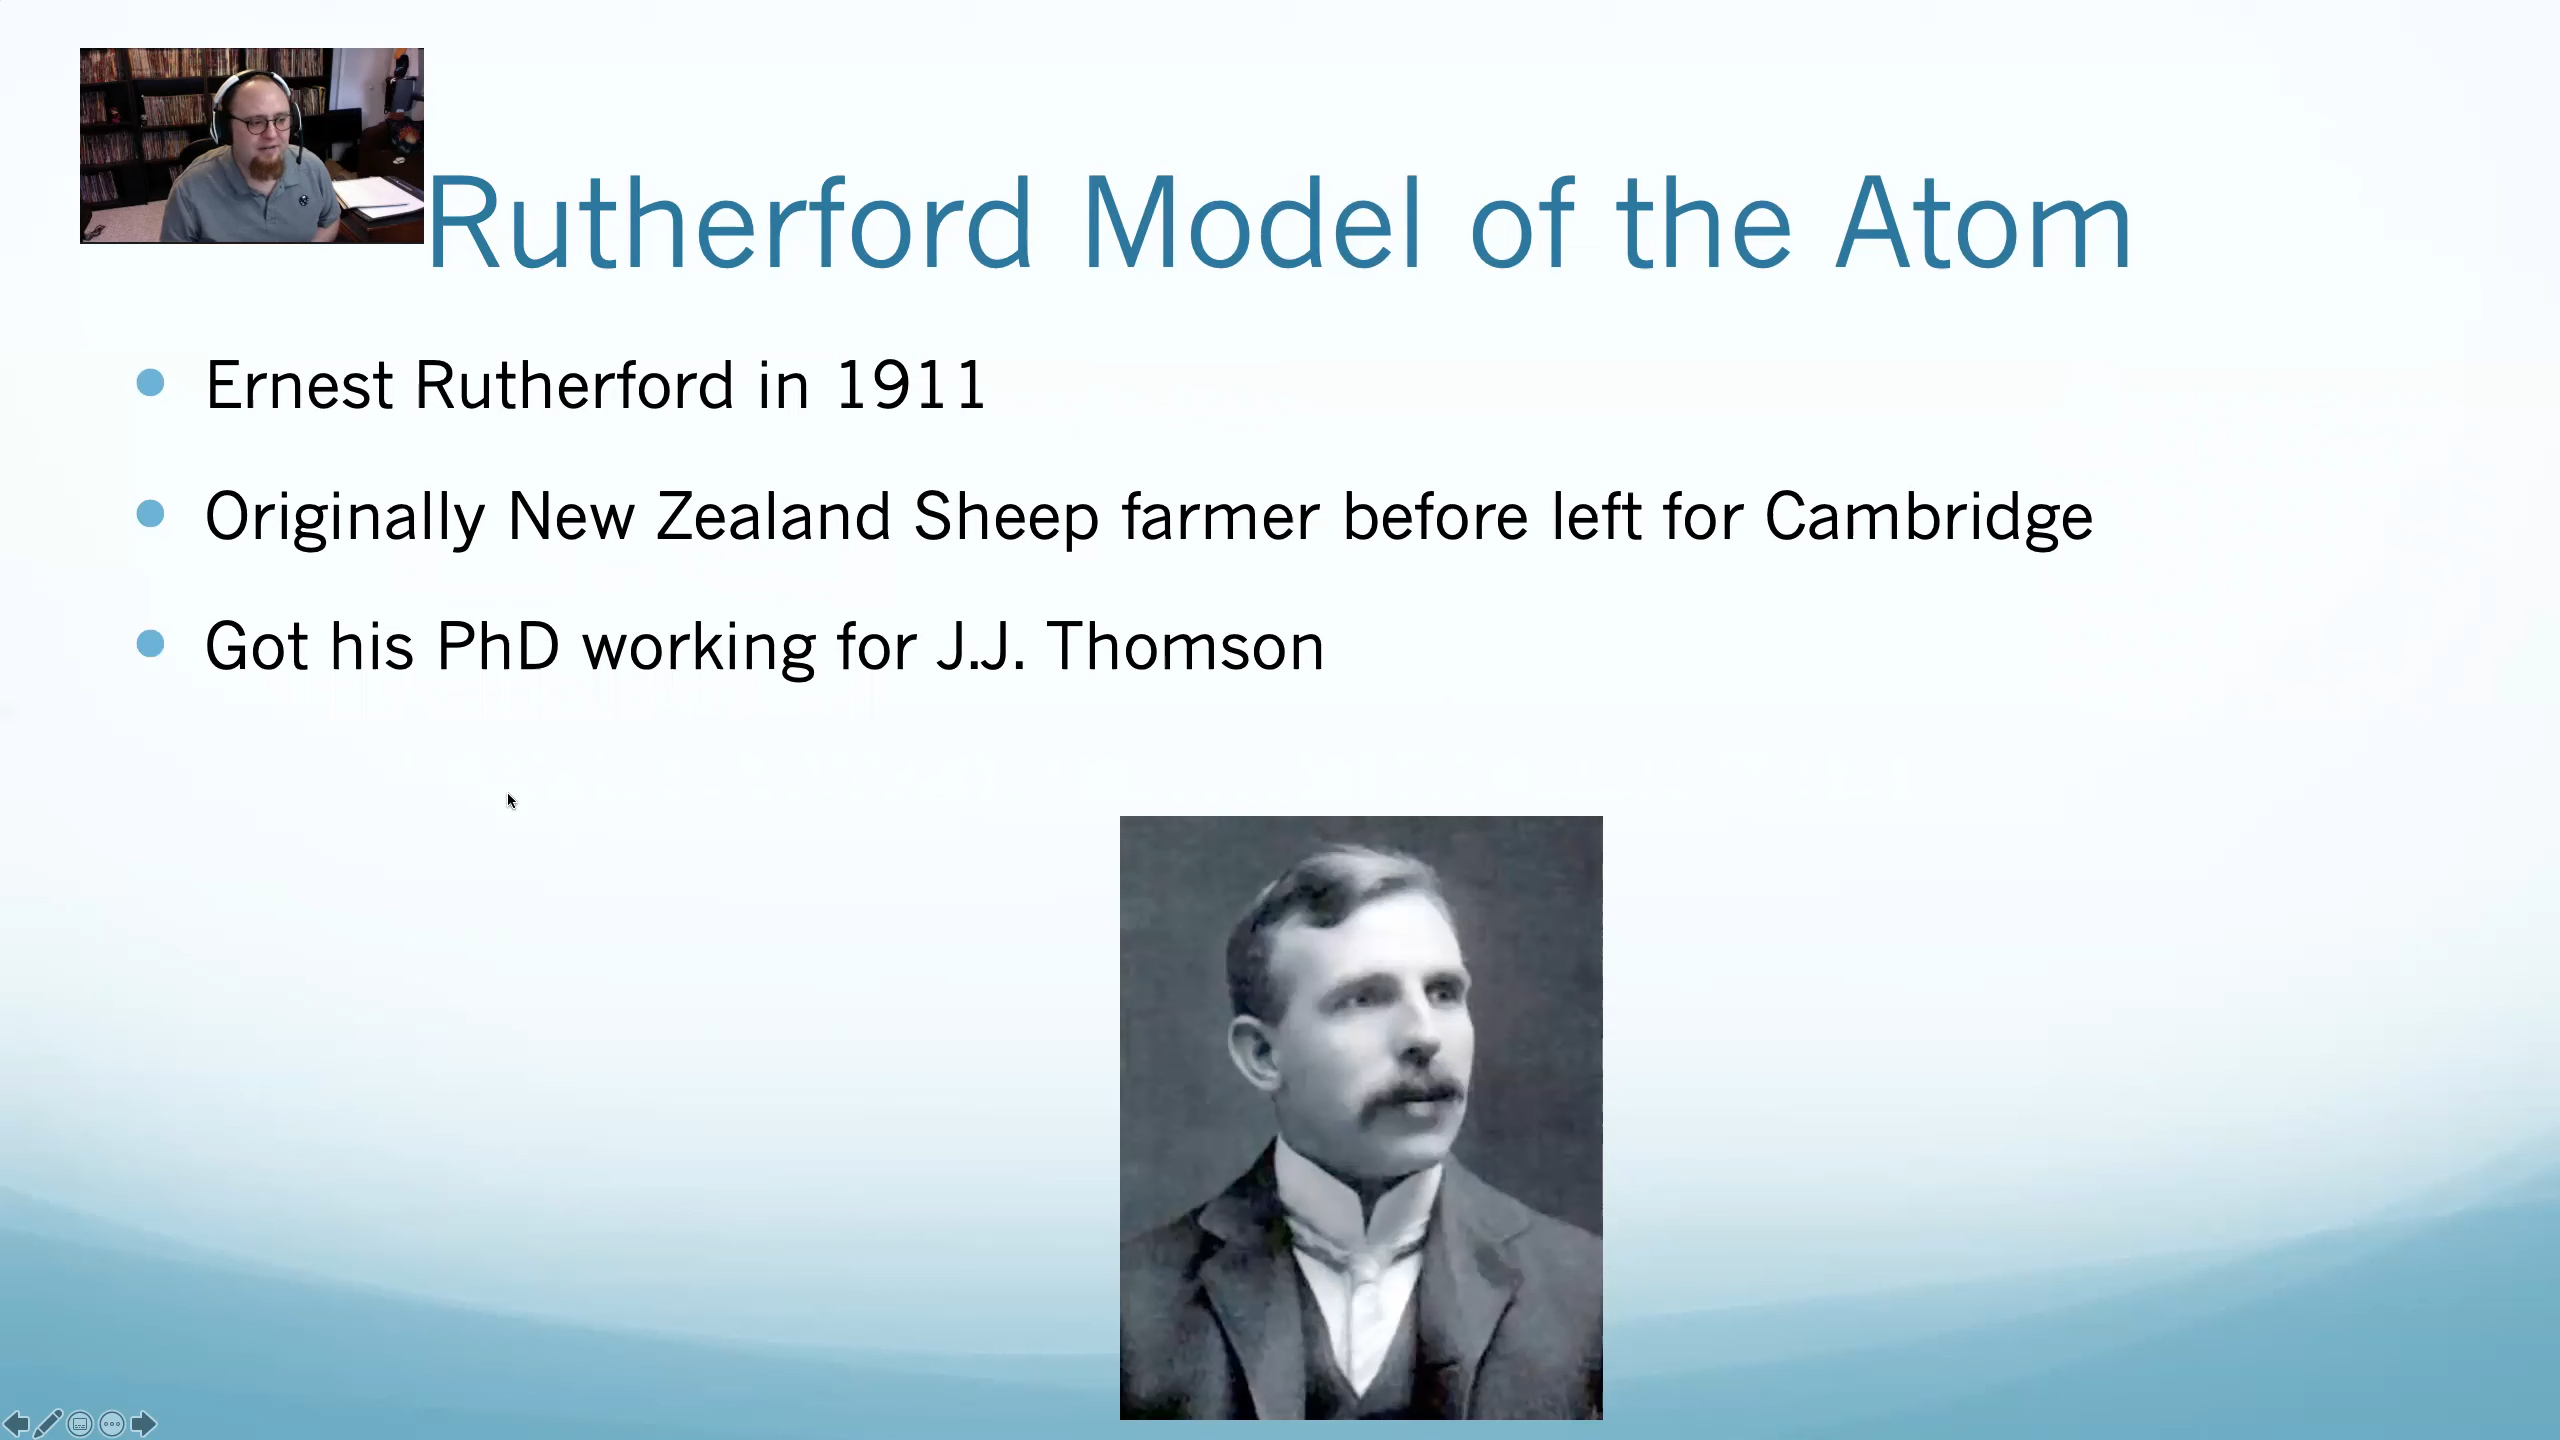 Rutherford Model of the Atom
Ernest Rutherford in 1911
Originally New Zealand Sheep farmer before left for Cambridge
Got his PhD working for J.J. Thomson